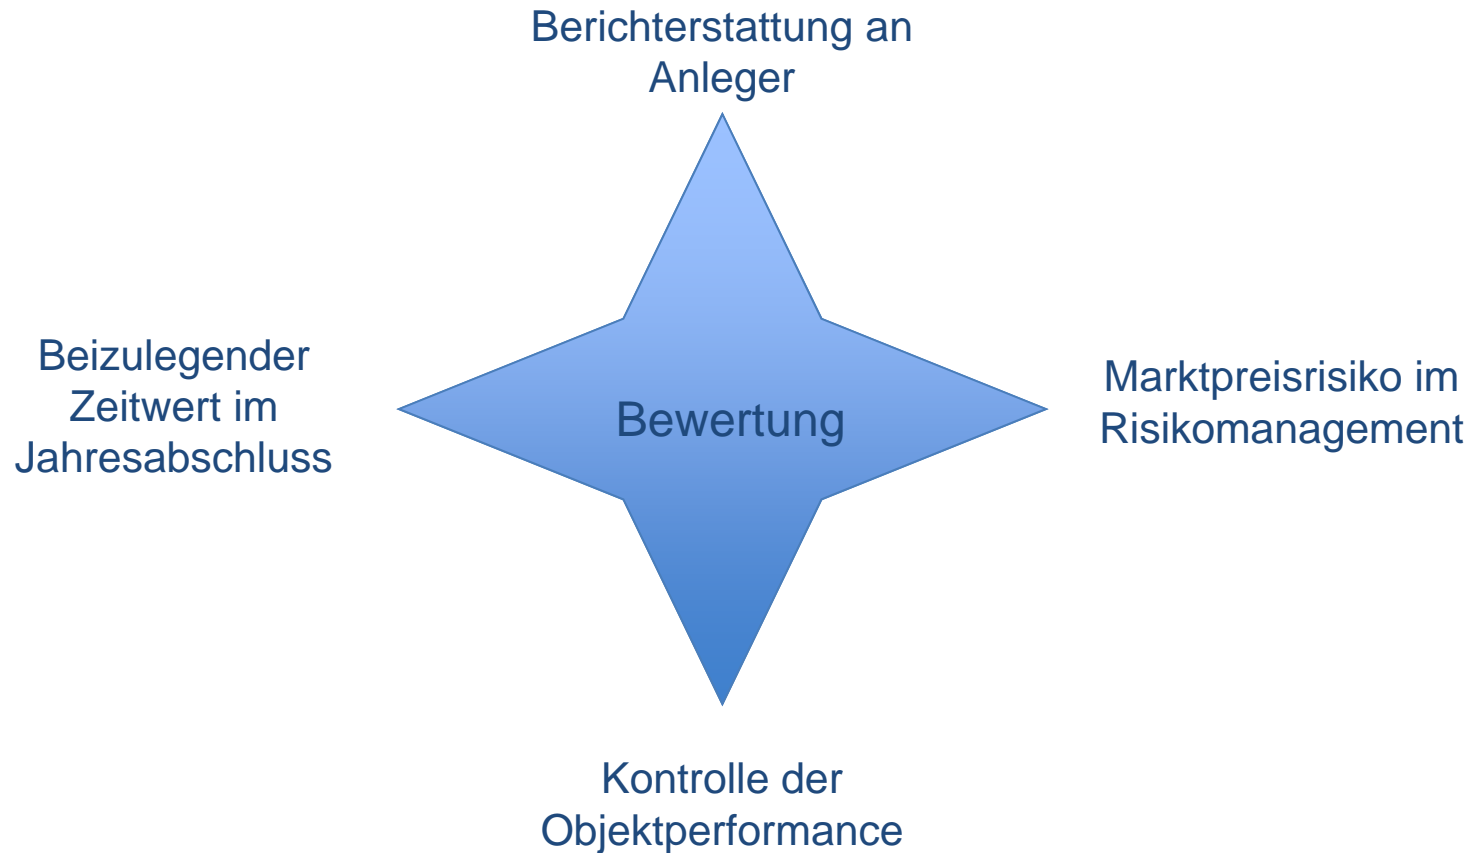 Berichterstattung an
Anleger
Beizulegender
Zeitwert im
Jahresabschluss
Bewertung
Marktpreisrisiko im
Risikomanagement
Kontrolle der
Objektperformance